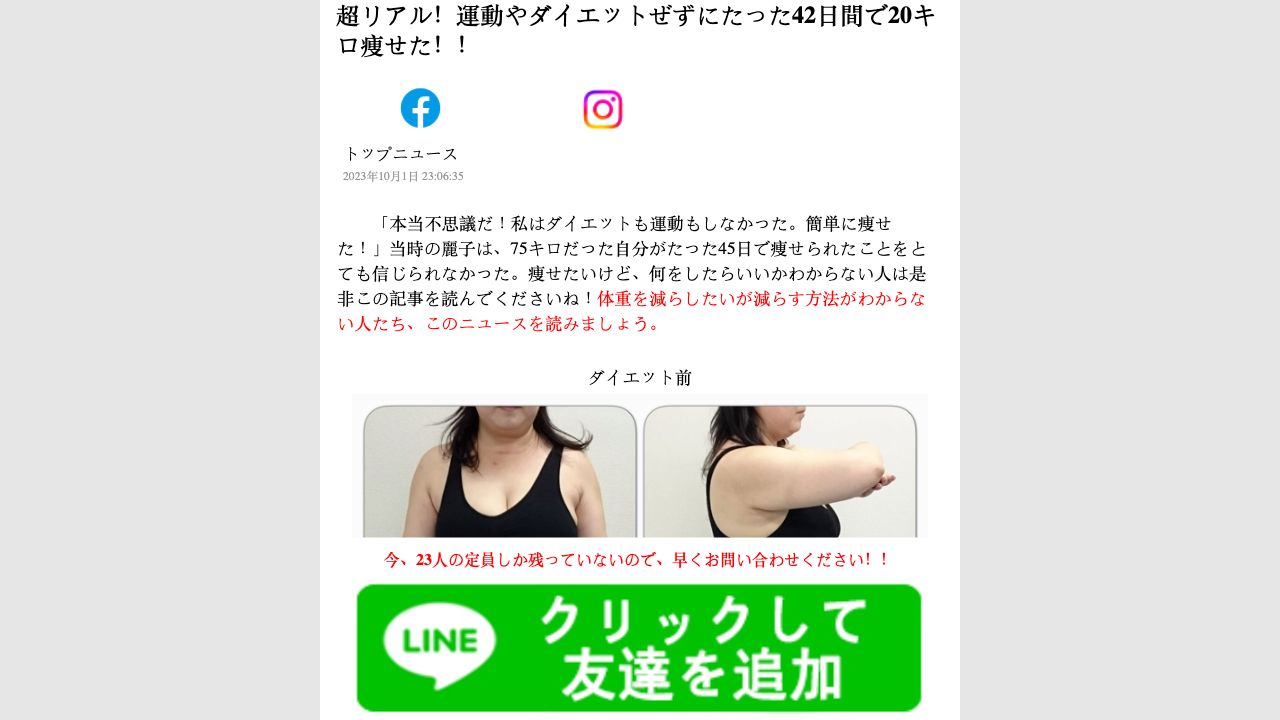 超リアル！運動やダイエットぜずにたった42日間で20キ
ロ痩せた！！
トップニュース
2023年10月1日 23:06:35
「本当不思議だ！私はダイエットも運動もしなかった。簡単に痩せ
た！」当時の麗子は、75キロだった自分がたった45日で痩せられたことをと
ても信じられなかった。痩せたいけど、何をしたらいいかわからない人は是
非この記事を読んでくださいね！体重を減らしたいが減らす方法がわからな
い人たち、このニュースを読みましょう。
ダイエット前
今、23人の定員しか残っていないので、早くお問い合わせください！！
LINE
クリックして
友達を追加